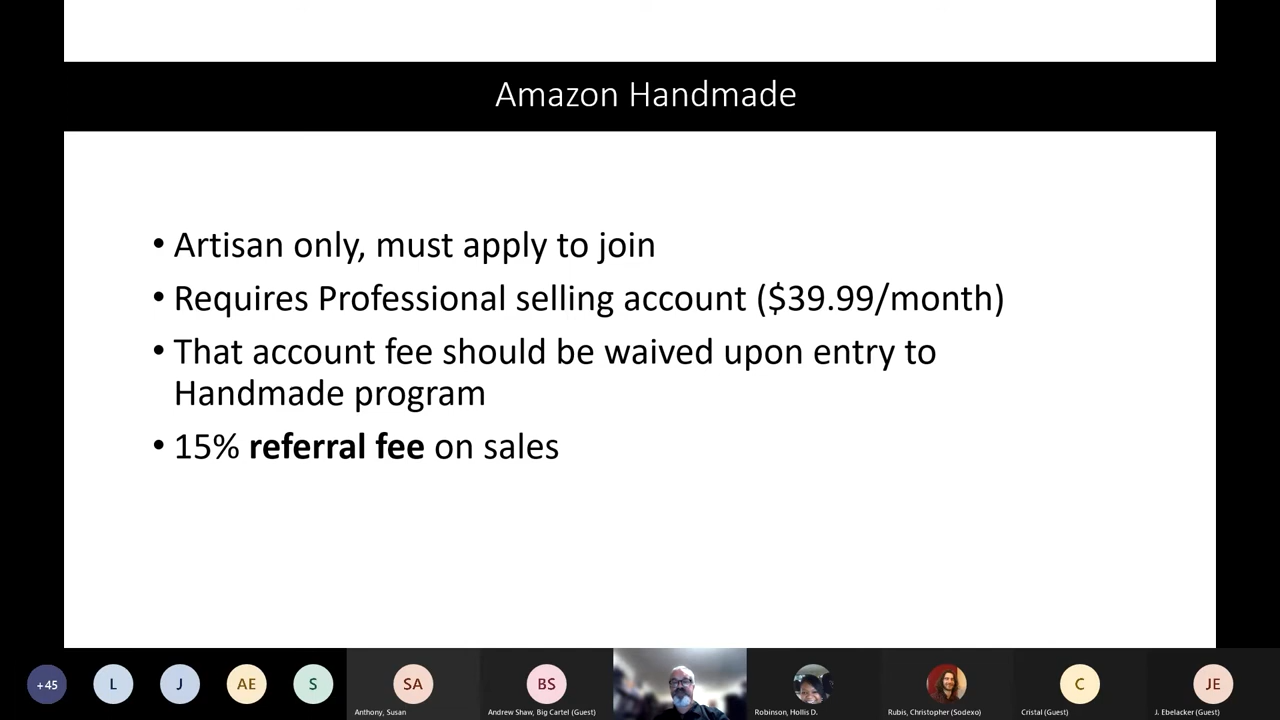 Amazon Handmade
• Artisan only, must apply to join
• Requires Professional selling account ($39.99/month)
• That account fee should be waived upon entry to
Handmade program
• 15% referral fee on sales
+45
L
J
AE
S
SA
BS
C
JE
Anthony, Susan
Andrew Shaw, Big Cartel (Guest)
Robinson, Hollis D.
Rubis, Christopher (Sodexo)
Cristal (Guest)
J. Ebelacker (Guest)